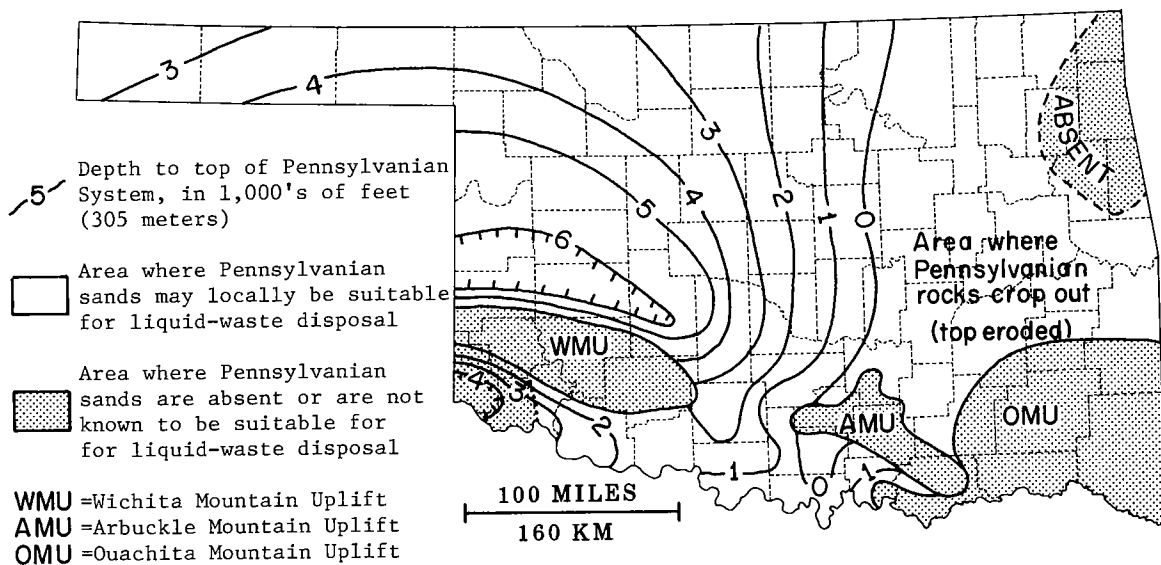 3
4
3
ABSENT
5 Depth to top of Pennsylvanian
System, in 1,000's of feet
(305 meters)
4
2
1
0
5
6
Area where
Pennsylvanian
rocks crop out
(top eroded)
Area where Pennsylvanian
sands may locally be suitable
for liquid-waste disposal
WMU
Area where Pennsylvanian
sands are absent or are not
known to be suitable for
for liquid-waste disposal
4
3
2
AMU
OMU
1
0
1
WMU =Wichita Mountain Uplift
AMU =Arbuckle Mountain Uplift
OMU =Ouachita Mountain Uplift
100 MILES
160 KM